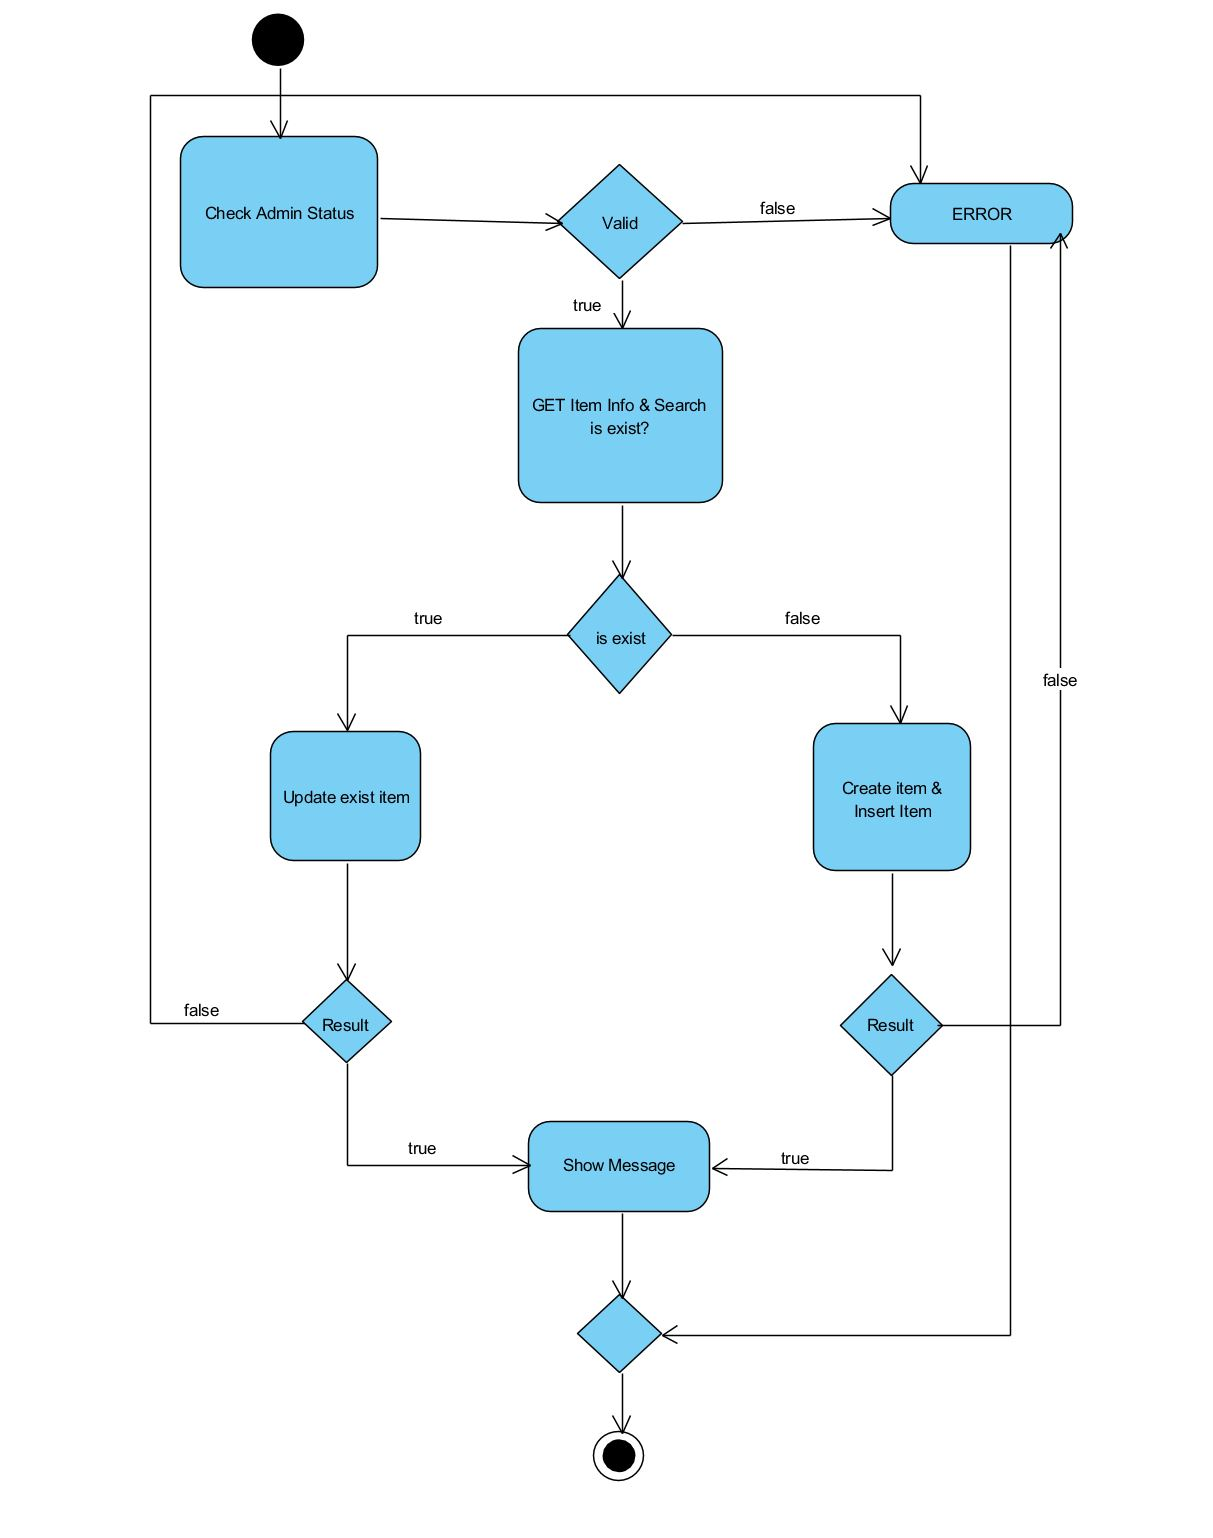 Check Admin Status
Valid
false
ERROR
true
GET Item Info & Search
is exist?
true
false
is exist
false
Update exist item
Create item &
Insert Item
false
Result
Result
true
Show Message
true